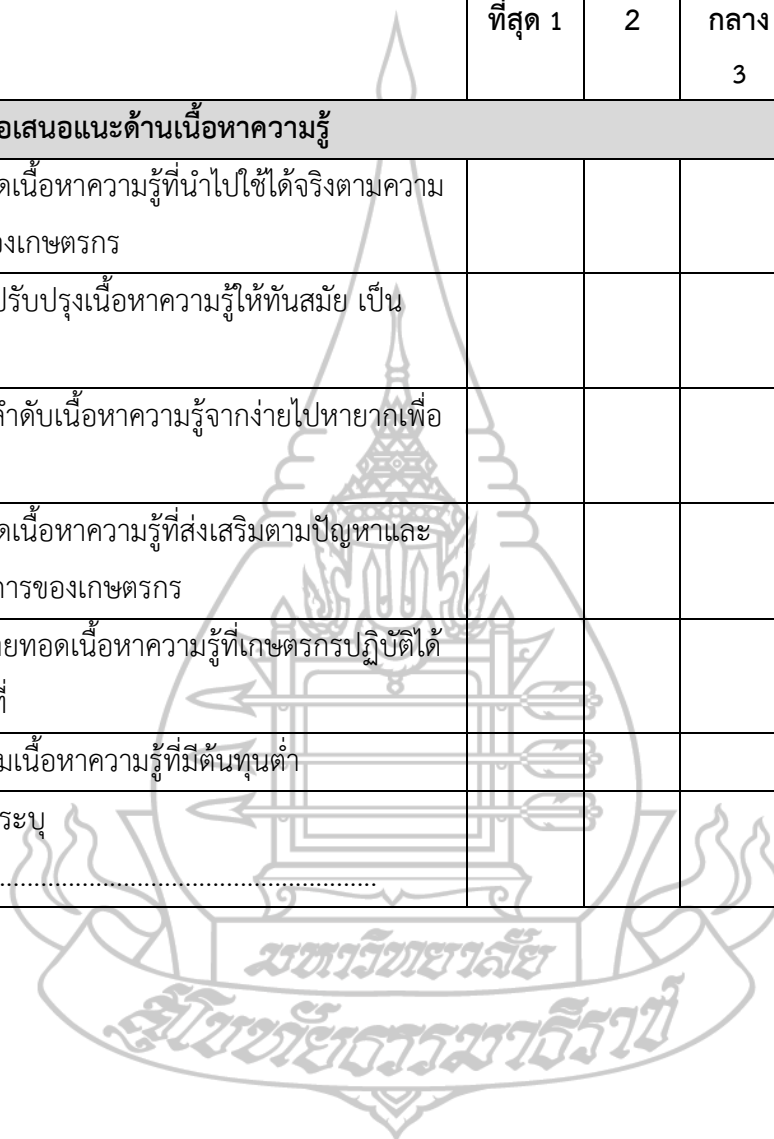 ที่สุด 1 2 กลาง
3
อเสนอแนะด้านเนื้อหาความรู้
ดเนื้อหาความรู้ที่นำไปใช้ได้จริงตามความ
องเกษตรกร
ปรับปรุงเนื้อหาความรู้ให้ทันสมัย เป็น
ลำดับเนื้อหาความรู้จากง่ายไปหายากเพื่อ
ดเนื้อหาความรู้ที่ส่งเสริมตามปัญหาและ
การของเกษตรกร
ายทอดเนื้อหาความรู้ที่เกษตรกรปฏิบัติได้
ที่
มเนื้อหาความรู้ที่มีต้นทุนต่ำ
ระบุ
........................................................
มหาวิทยาลัย
สุโขทัยธรรมาธิราช